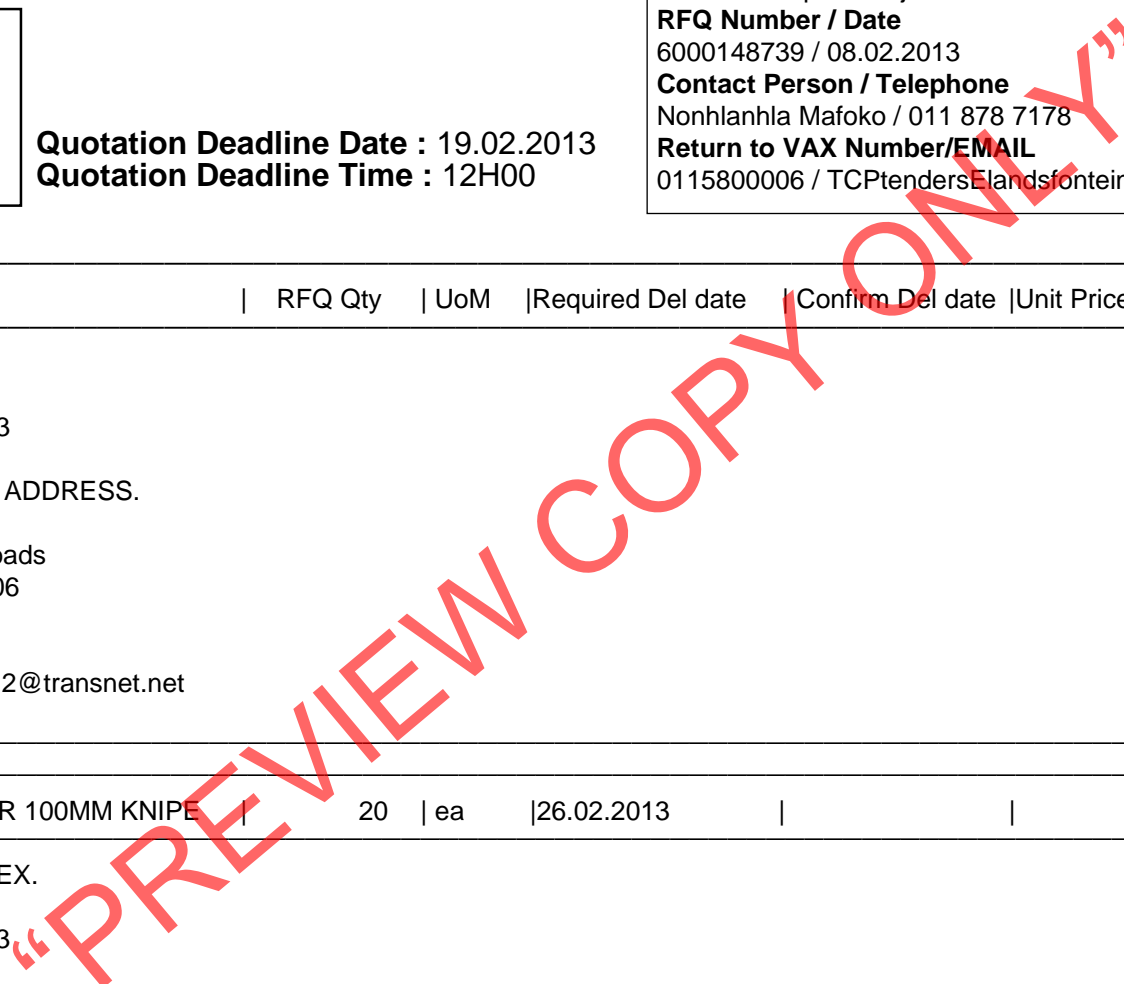 RFQ Number / Date
6000148739 / 08.02.2013
Contact Person / Telephone
Nonhlanhla Mafoko / 011 878 7178
Return to VAX Number/EMAIL
0115800006 / TCPtendersElandsfontein
Quotation Deadline Date : 19.02.2013
Quotation Deadline Time : 12H00
| RFQ Qty | UoM |Required Del date | Confirm Del date |Unit Price
3
ADDRESS.
oads
06
2@transnet.net
R 100MM KNIPE | 20 | ea |26.02.2013 | |
EX.
3
“PREVIEW COPY ONLY”